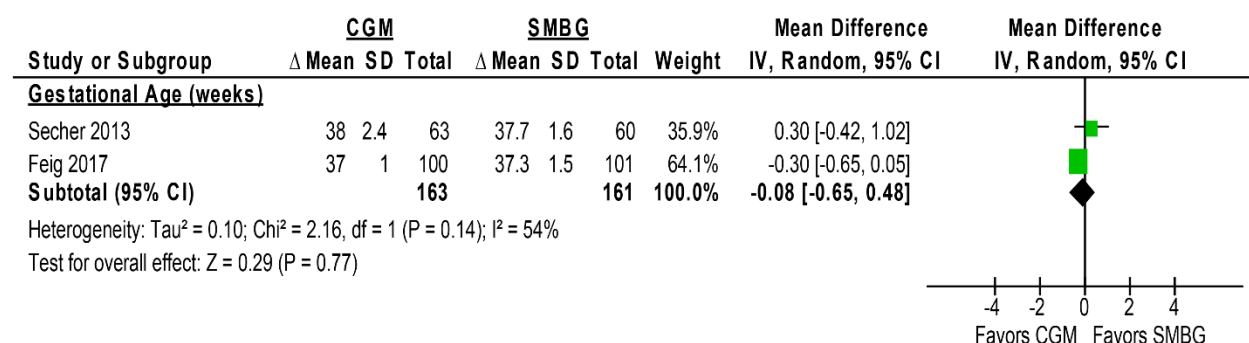 CGM SMBG Mean Difference Mean Difference
Study or Subgroup Δ Mean SD Total Δ Mean SD Total Weight IV, Random, 95% CI IV, Random, 95% CI
Gestational Age (weeks)
Secher 2013 38 2.4 63 37.7 1.6 60 35.9% 0.30 [-0.42, 1.02]
Feig 2017 37 1 100 37.3 1.5 101 64.1% -0.30 [-0.65, 0.05]
Subtotal (95% CI) 163 161 100.0% -0.08 [-0.65, 0.48]
Heterogeneity: Tau² = 0.10; Chi² = 2.16, df = 1 (P = 0.14); I² = 54%
Test for overall effect: Z = 0.29 (P = 0.77)
-4 -2 0 2 4
Favors CGM Favors SMBG